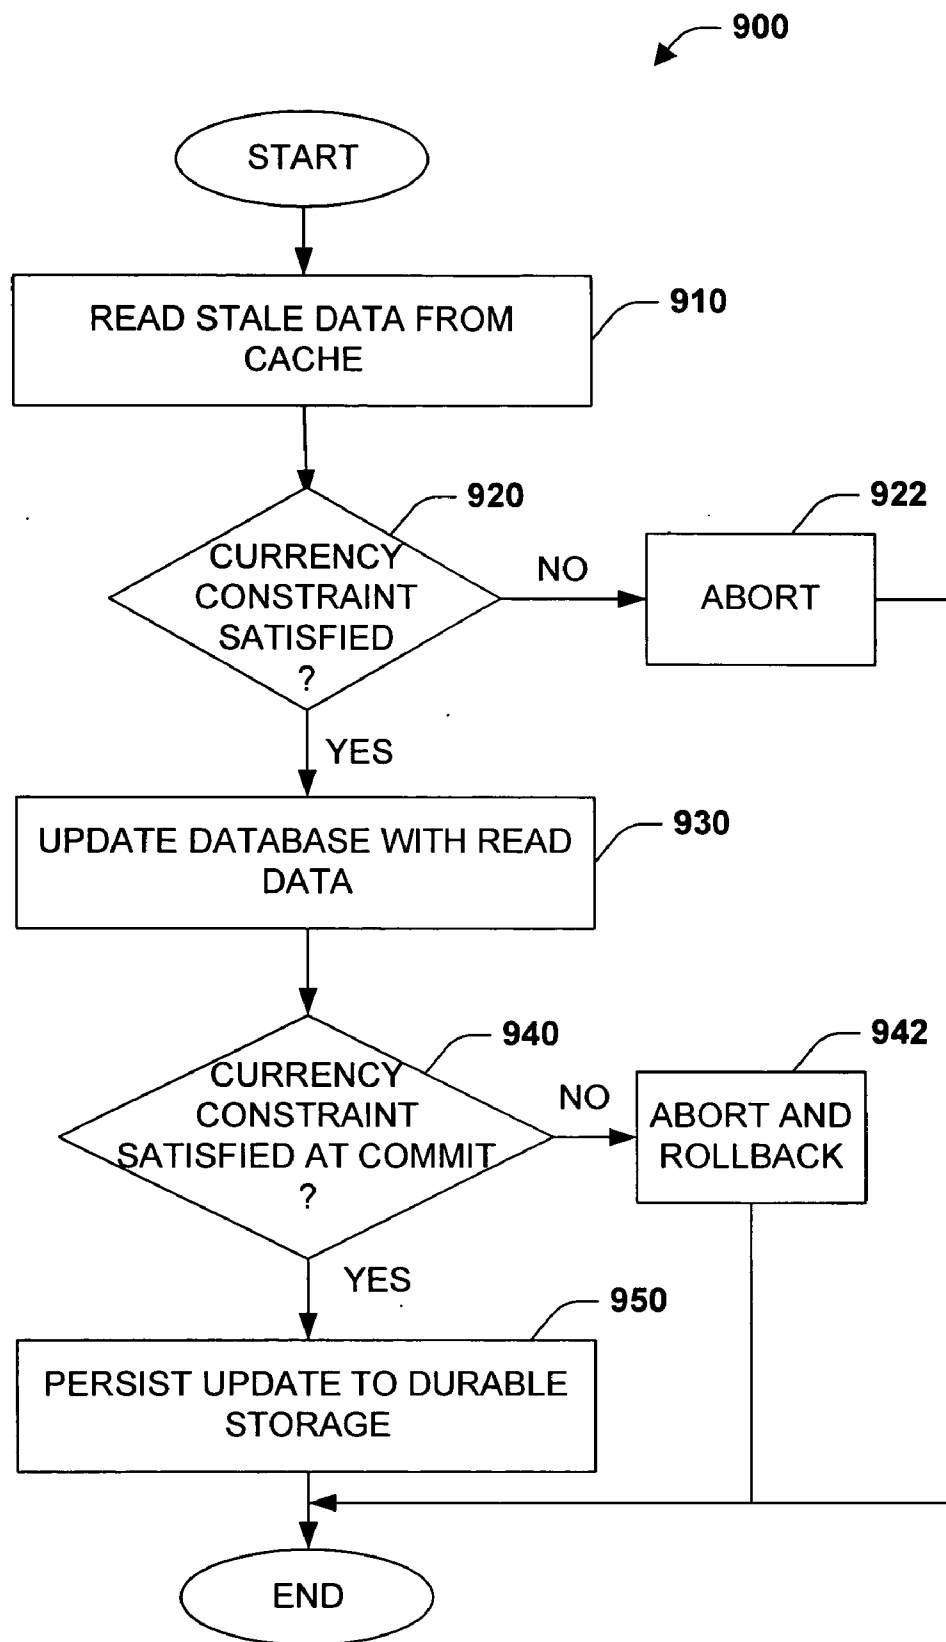 900
START
READ STALE DATA FROM
CACHE
910
920
CURRENCY
CONSTRAINT
SATISFIED
?
NO
922
ABORT
YES
UPDATE DATABASE WITH READ
DATA
930
940
CURRENCY
CONSTRAINT
SATISFIED AT COMMIT
?
NO
942
ABORT AND
ROLLBACK
YES
950
PERSIST UPDATE TO DURABLE
STORAGE
END